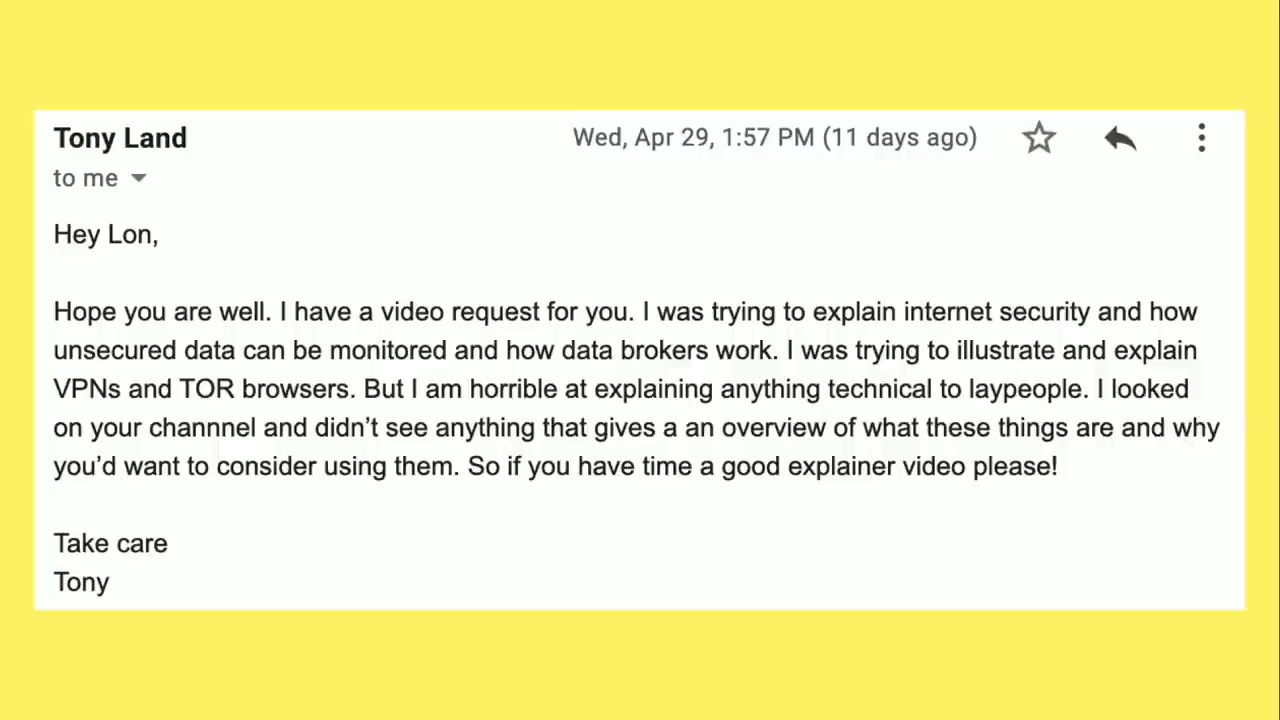 Tony Land
Wed, Apr 29, 1:57 PM (11 days ago)
to me
Hey Lon,
Hope you are well. I have a video request for you. I was trying to explain internet security and how
unsecured data can be monitored and how data brokers work. I was trying to illustrate and explain
VPNs and TOR browsers. But I am horrible at explaining anything technical to laypeople. I looked
on your channnel and didn’t see anything that gives a an overview of what these things are and why
you’d want to consider using them. So if you have time a good explainer video please!
Take care
Tony